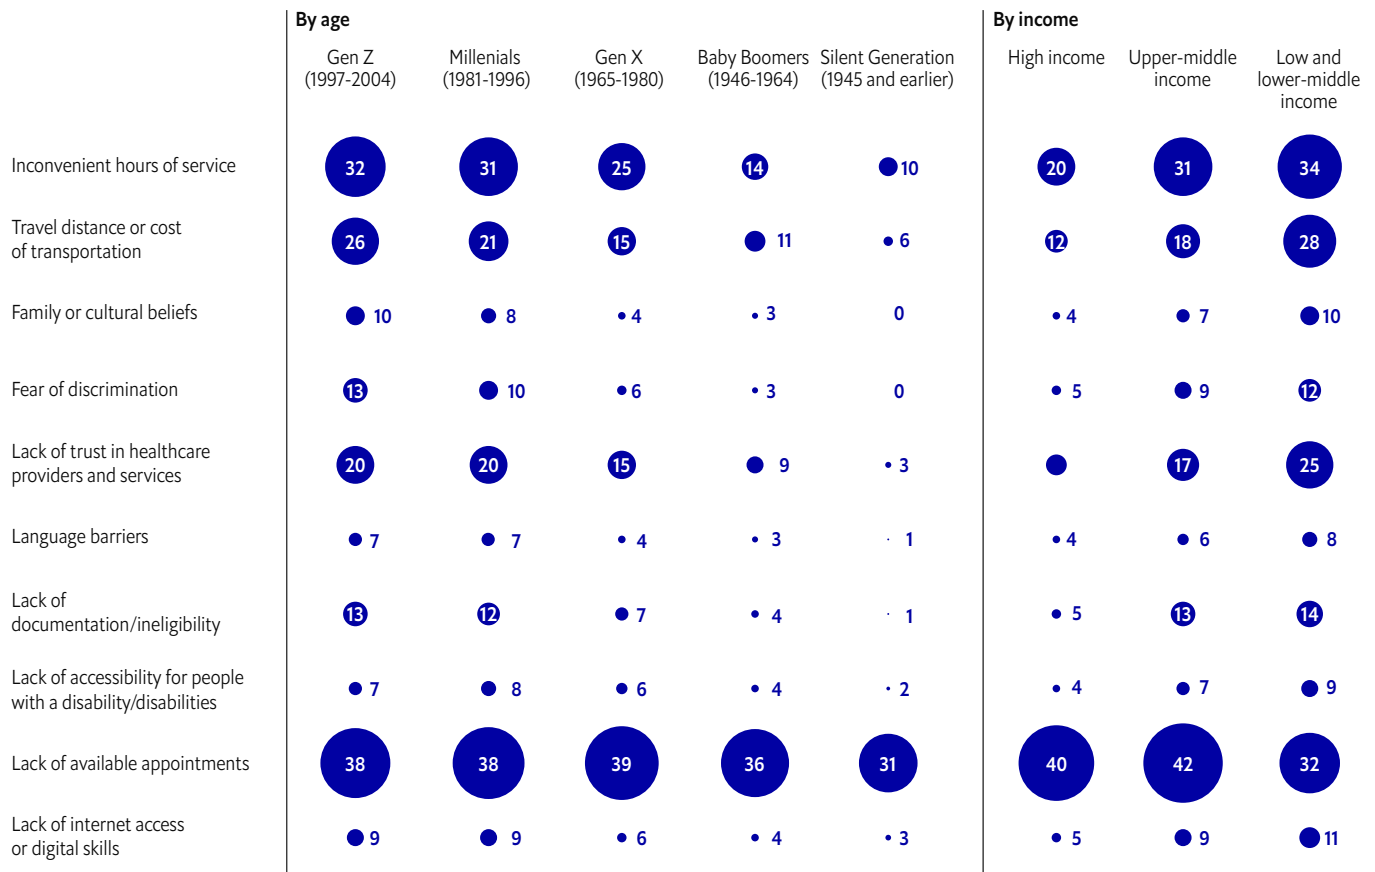 By age
By income
Gen Z
(1997-2004)
Millenials
(1981-1996)
Gen X
(1965-1980)
Baby Boomers
(1946-1964)
Silent Generation
(1945 and earlier)
High income
Upper-middle
income
Low and
lower-middle
income
Inconvenient hours of service
32 31 25 14 10 20 31 34
Travel distance or cost
of transportation
26 21 15 11 6 12 18 28
Family or cultural beliefs
10 8 4 3 0 4 7 10
Fear of discrimination
13 10 6 3 0 5 9 12
Lack of trust in healthcare
providers and services
20 20 15 9 3 17 25
Language barriers
7 7 4 3 1 4 6 8
Lack of
documentation/ineligibility
13 12 7 4 1 5 13 14
Lack of accessibility for people
with a disability/disabilities
7 8 6 4 2 4 7 9
Lack of available appointments
38 38 39 36 31 40 42 32
Lack of internet access
or digital skills
9 9 6 4 3 5 9 11